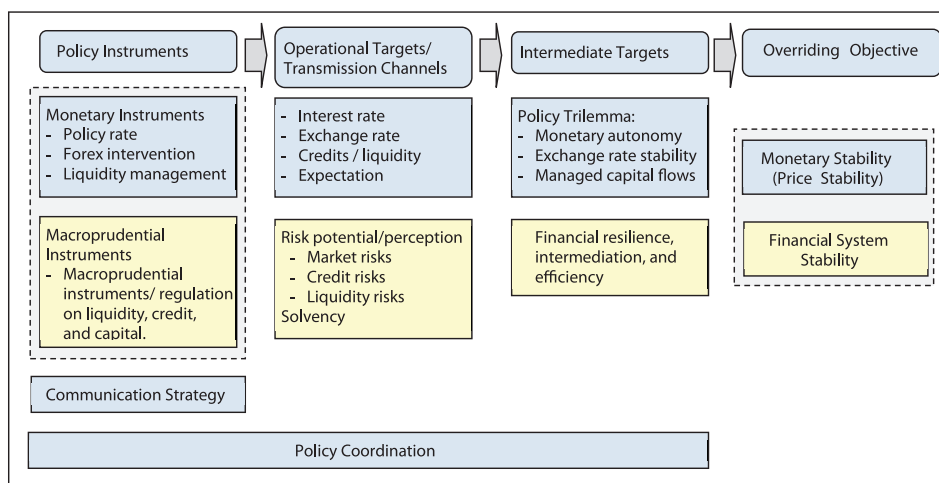 Policy Instruments
Operational Targets/
Transmission Channels
Intermediate Targets
Overriding Objective
Monetary Instruments
- Policy rate
- Forex intervention
- Liquidity management
- Interest rate
- Exchange rate
- Credits / liquidity
- Expectation
Policy Trilemma:
- Monetary autonomy
- Exchange rate stability
- Managed capital flows
Monetary Stability
(Price Stability)
Macroprudential
Instruments
- Macroprudential
instruments/ regulation
on liquidity, credit,
and capital.
Risk potential/perception
- Market risks
- Credit risks
- Liquidity risks
Solvency
Financial resilience,
intermediation, and
efficiency
Financial System
Stability
Communication Strategy
Policy Coordination